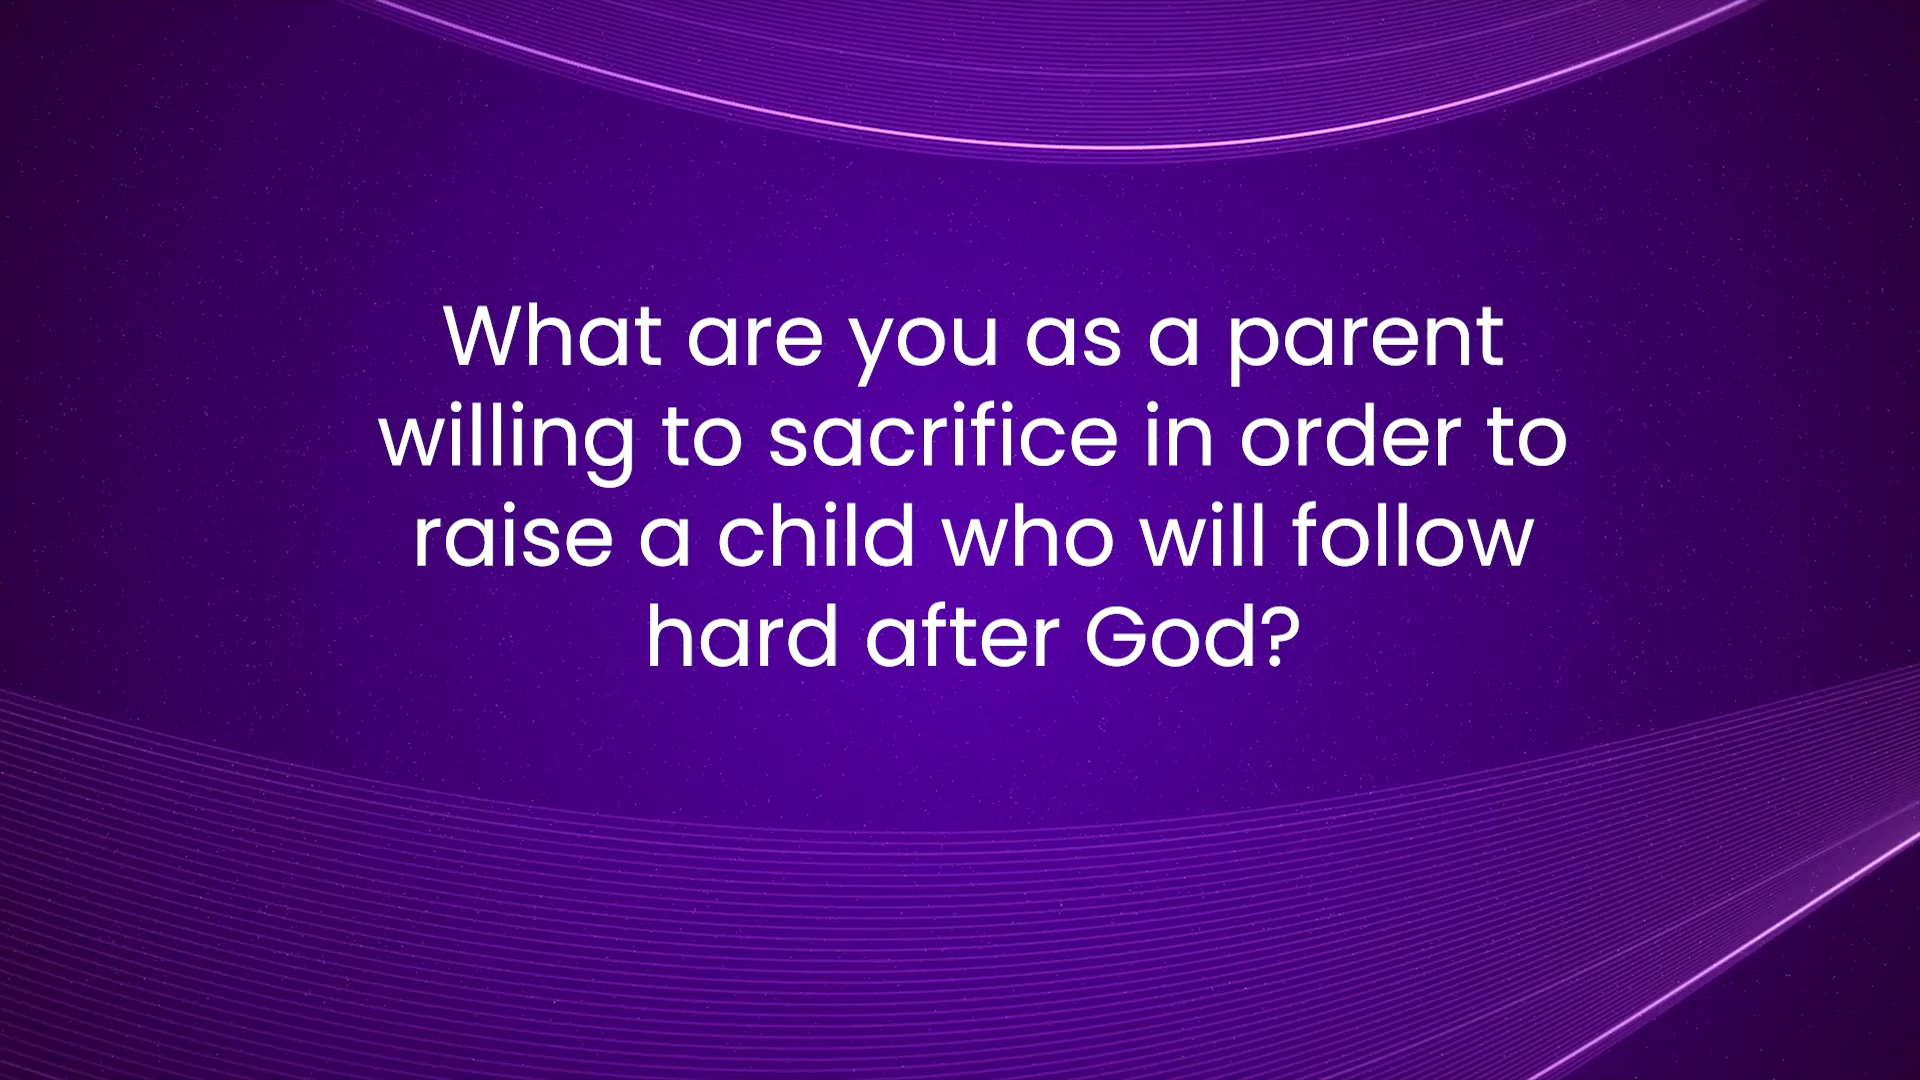 What are you as a parent
willing to sacrifice in order to
raise a child who will follow
hard after God?